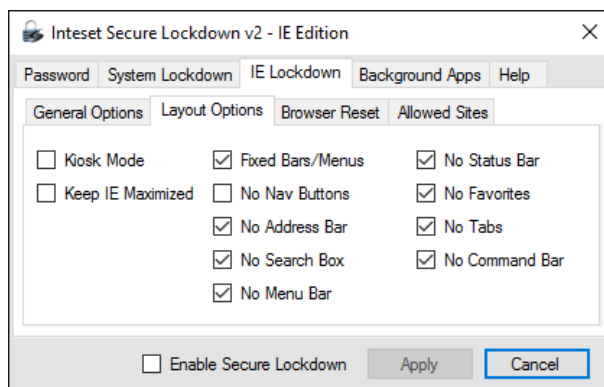 Inteset Secure Lockdown v2 - IE Edition
Password System Lockdown IE Lockdown Background Apps Help
General Options Layout Options Browser Reset Allowed Sites
Kiosk Mode Fixed Bars/Menus No Status Bar
Keep IE Maximized No Nav Buttons No Favorites
No Address Bar No Tabs
No Search Box No Command Bar
No Menu Bar
Enable Secure Lockdown Apply Cancel